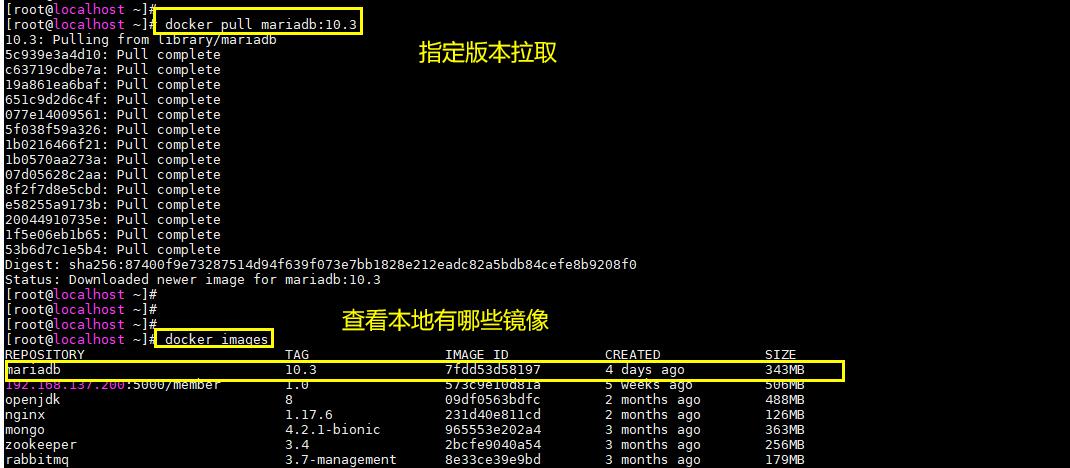 [root@localhost ~]#
[root@localhost ~]# docker pull mariadb:10.3
10.3: Pulling from library/mariadb
指定版本拉取
5c939e3a4d10: Pull complete
c63719cdbe7a: Pull complete
19a861ea6baf: Pull complete
651c9d2d6c4f: Pull complete
077e14009561: Pull complete
5f038f59a326: Pull complete
1b0216466f21: Pull complete
1b0570aa273a: Pull complete
07d05628c2aa: Pull complete
8f2f7d8e5cbd: Pull complete
e58255a9173b: Pull complete
20044910735e: Pull complete
1f5e06eb1b65: Pull complete
53b6d7c1e5b4: Pull complete
Digest: sha256:87400f9e73287514d94f639f073e7bb1828e212eadc82a5bdb84cefe8b9208f0
Status: Downloaded newer image for mariadb:10.3
[root@localhost ~]#
[root@localhost ~]#
[root@localhost ~]#
查看本地有哪些镜像
[root@localhost ~]# docker images
REPOSITORY TAG IMAGE ID CREATED SIZE
mariadb 10.3 7fdd53d58197 4 days ago 343MB
192.168.137.200:5000/member 1.0 573c9e10d81a 5 weeks ago 506MB
openjdk 8 09df0563bdfc 2 months ago 488MB
nginx 1.17.6 231d40e811cd 2 months ago 126MB
mongo 4.2.1-bionic 965553e202a4 3 months ago 363MB
zookeeper 3.4 2bcfe9040a54 3 months ago 256MB
rabbitmq 3.7-management 8e33ce39e9bd 3 months ago 179MB